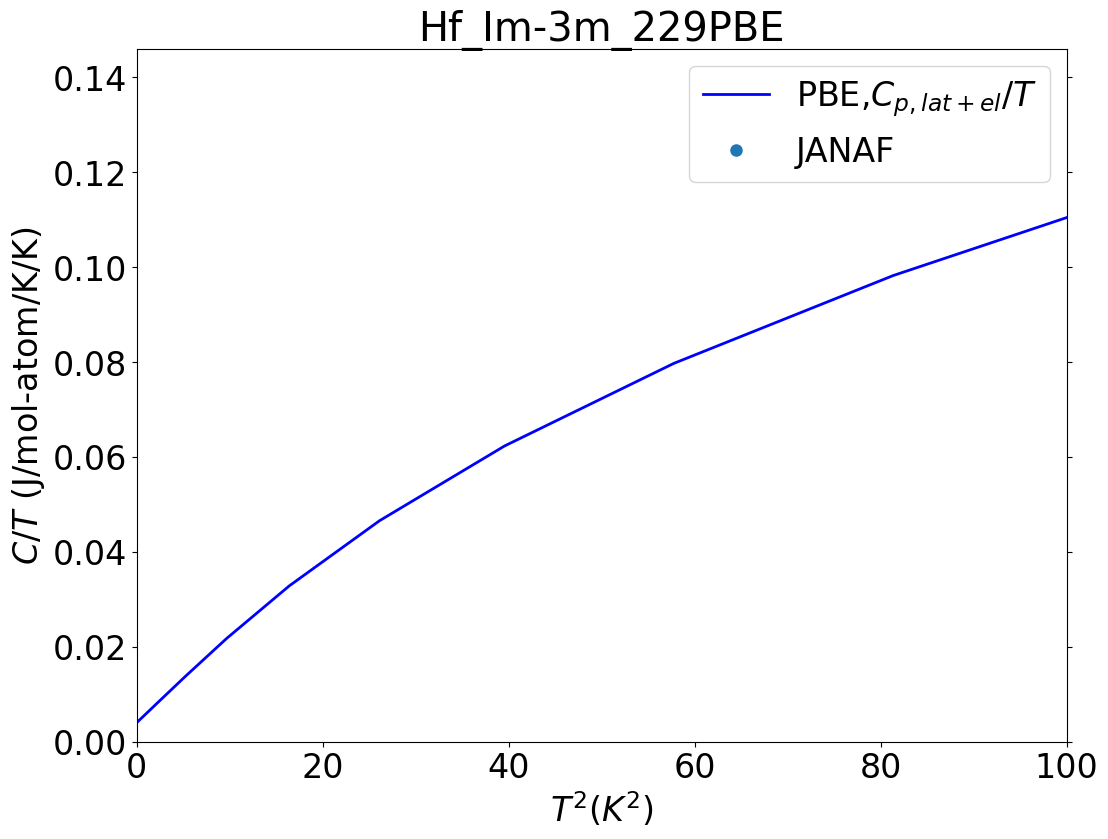 Hf_Im-3m_229PBE
PBE,C_{p, lat+el}/T
JANAF
C/T (J/mol-atom/K/K)
0.14
0.12
0.10
0.08
0.06
0.04
0.02
0.00
0 20 40 60 80 100
T^2(K^2)